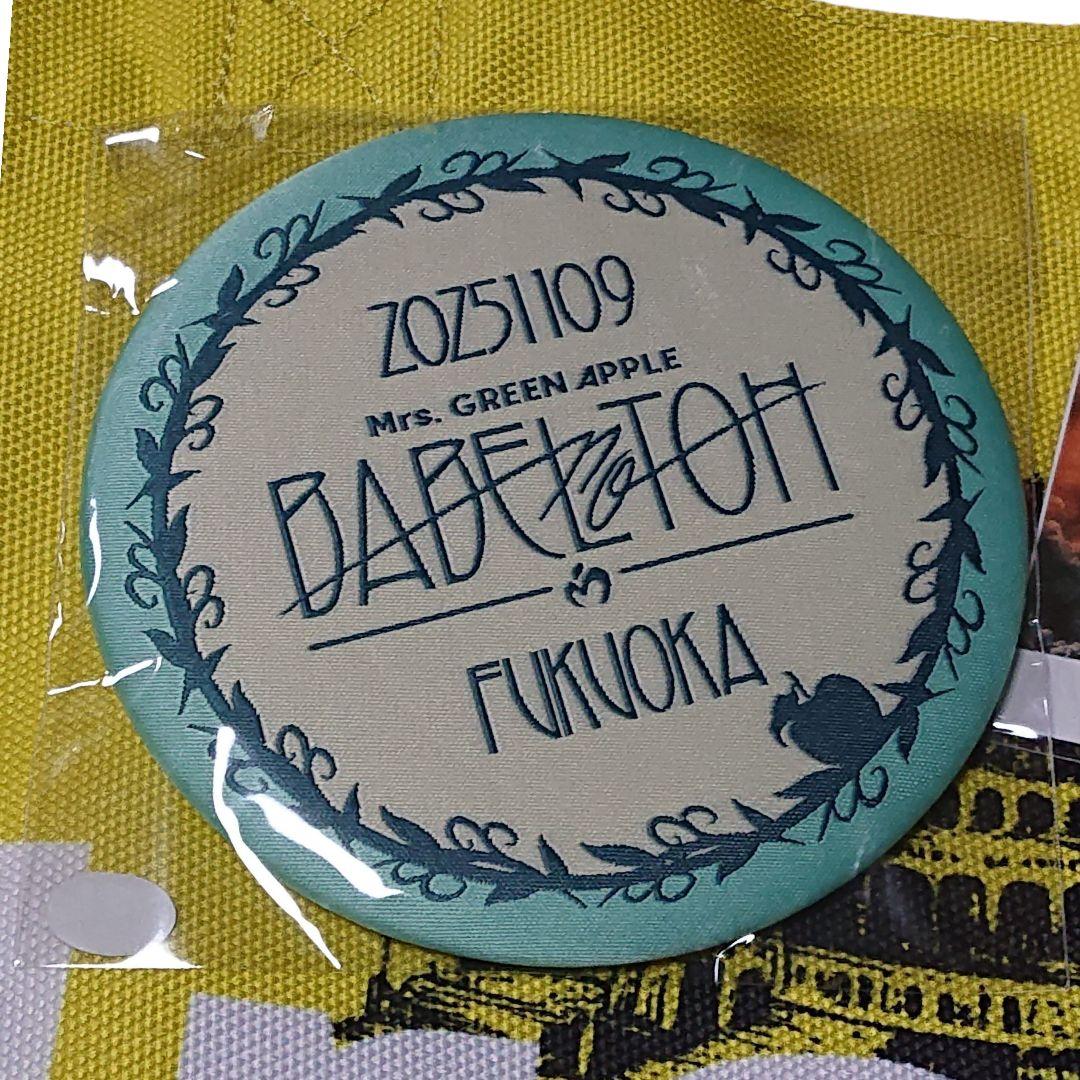 20251109
Mrs. GREEN APPLE
BABEL no TOH
FUKUOKA